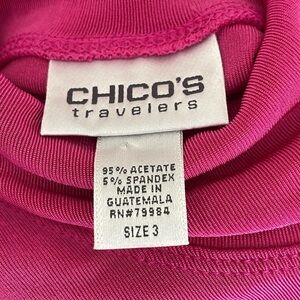 CHICO'S
travelers
95% ACETATE
5% SPANDEX
MADE IN
GUATEMALA
RN#79984
SIZE 3